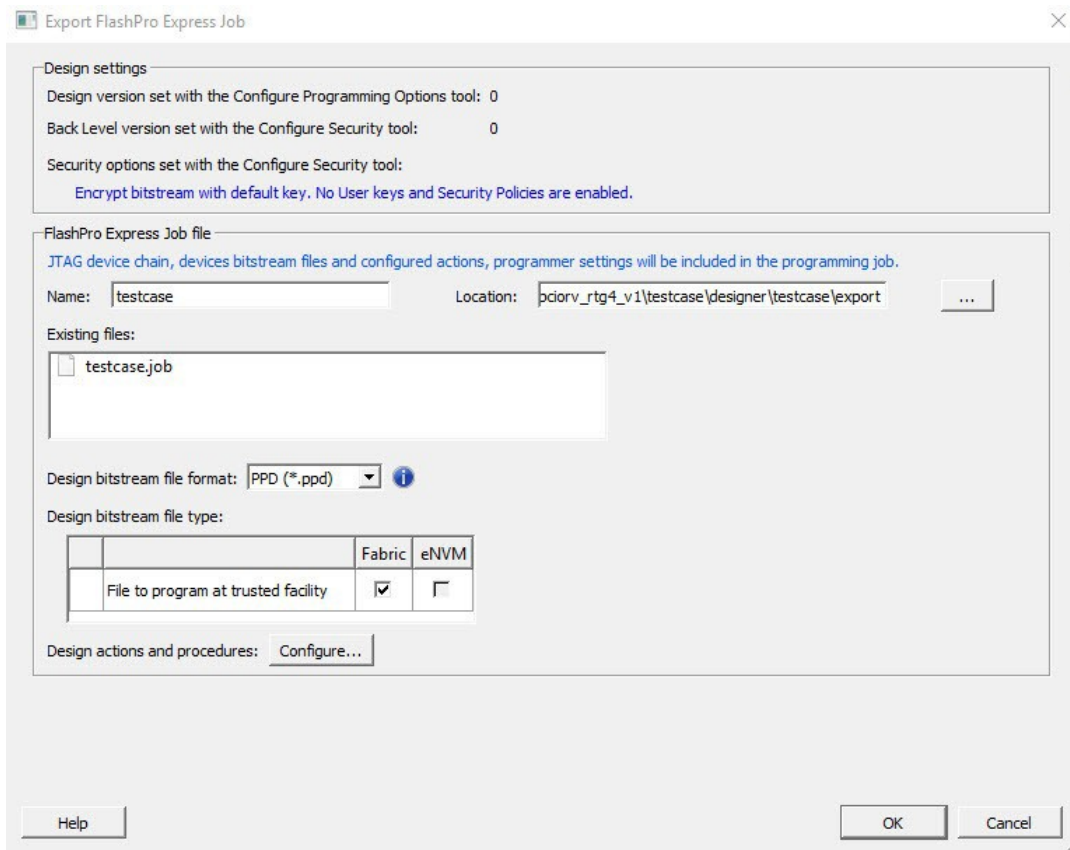 Export FlashPro Express Job
Design settings
Design version set with the Configure Programming Options tool: 0
Back Level version set with the Configure Security tool: 0
Security options set with the Configure Security tool:
Encrypt bitstream with default key. No User keys and Security Policies are enabled.
FlashPro Express Job file
JTAG device chain, devices bitstream files and configured actions, programmer settings will be included in the programming job.
Name: testcase Location: pciorv_rtg4_v1\testcase\designer\testcase\export ...
Existing files:
testcase.job
Design bitstream file format: PPD (*.ppd)
Design bitstream file type:
Fabric eNVM
File to program at trusted facility
Design actions and procedures: Configure...
Help OK Cancel